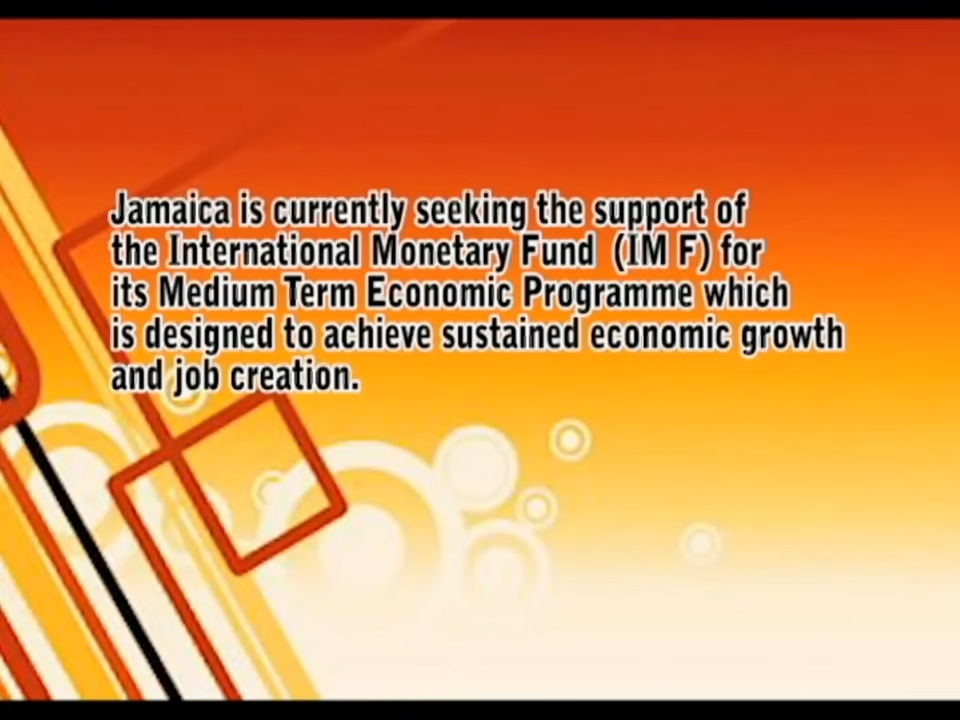 Jamaica is currently seeking the support of
the International Monetary Fund (IM F) for
its Medium Term Economic Programme which
is designed to achieve sustained economic growth
and job creation.